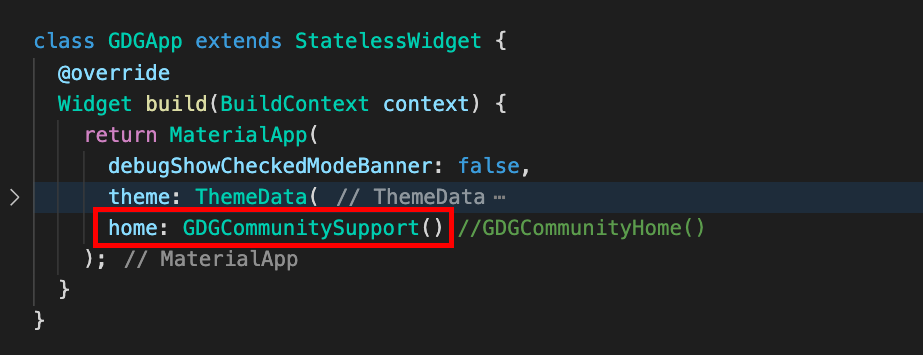 class GDGApp extends StatelessWidget {
@override
Widget build(BuildContext context) {
return MaterialApp(
debugShowCheckedModeBanner: false,
theme: ThemeData( // ThemeData ⋯
home: GDGCommunitySupport() //GDGCommunityHome()
); // MaterialApp
}
}